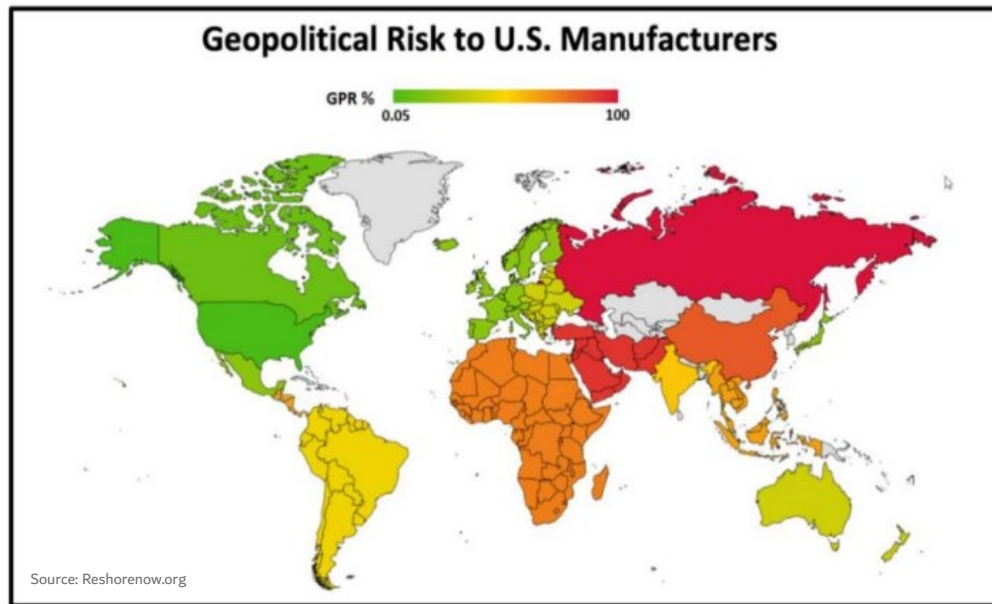 Geopolitical Risk to U.S. Manufacturers
GPR %
0.05 100
Source: Reshorenow.org